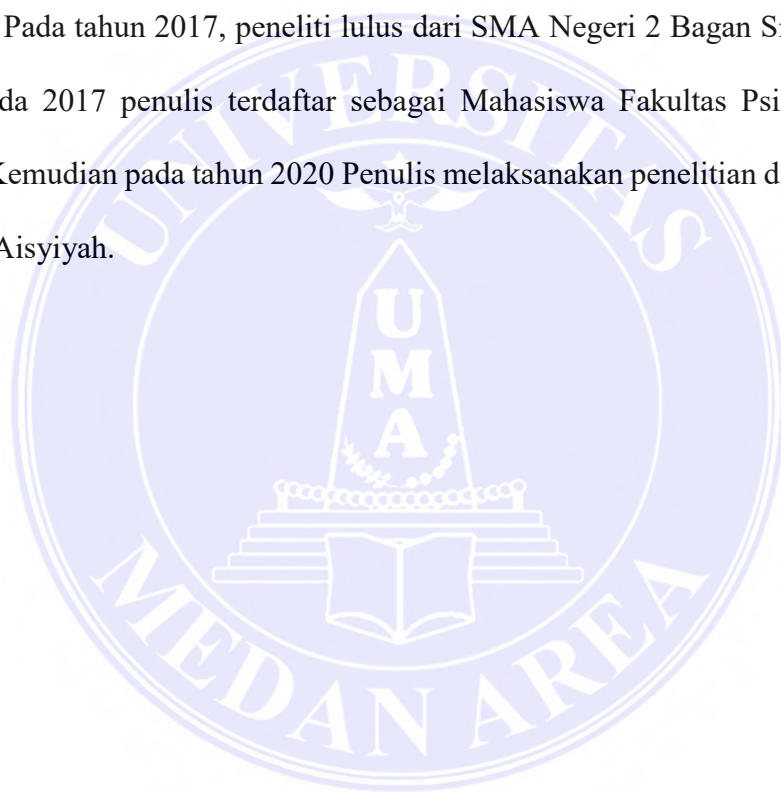 Pada tahun 2017, peneliti lulus dari SMA Negeri 2 Bagan
2017 penulis terdaftar sebagai Mahasiswa Fakultas
Kemudian pada tahun 2020 Penulis melaksanakan penelitian
Aisyiyah.
UNIVERSITAS
U
M
A
MEDAN AREA